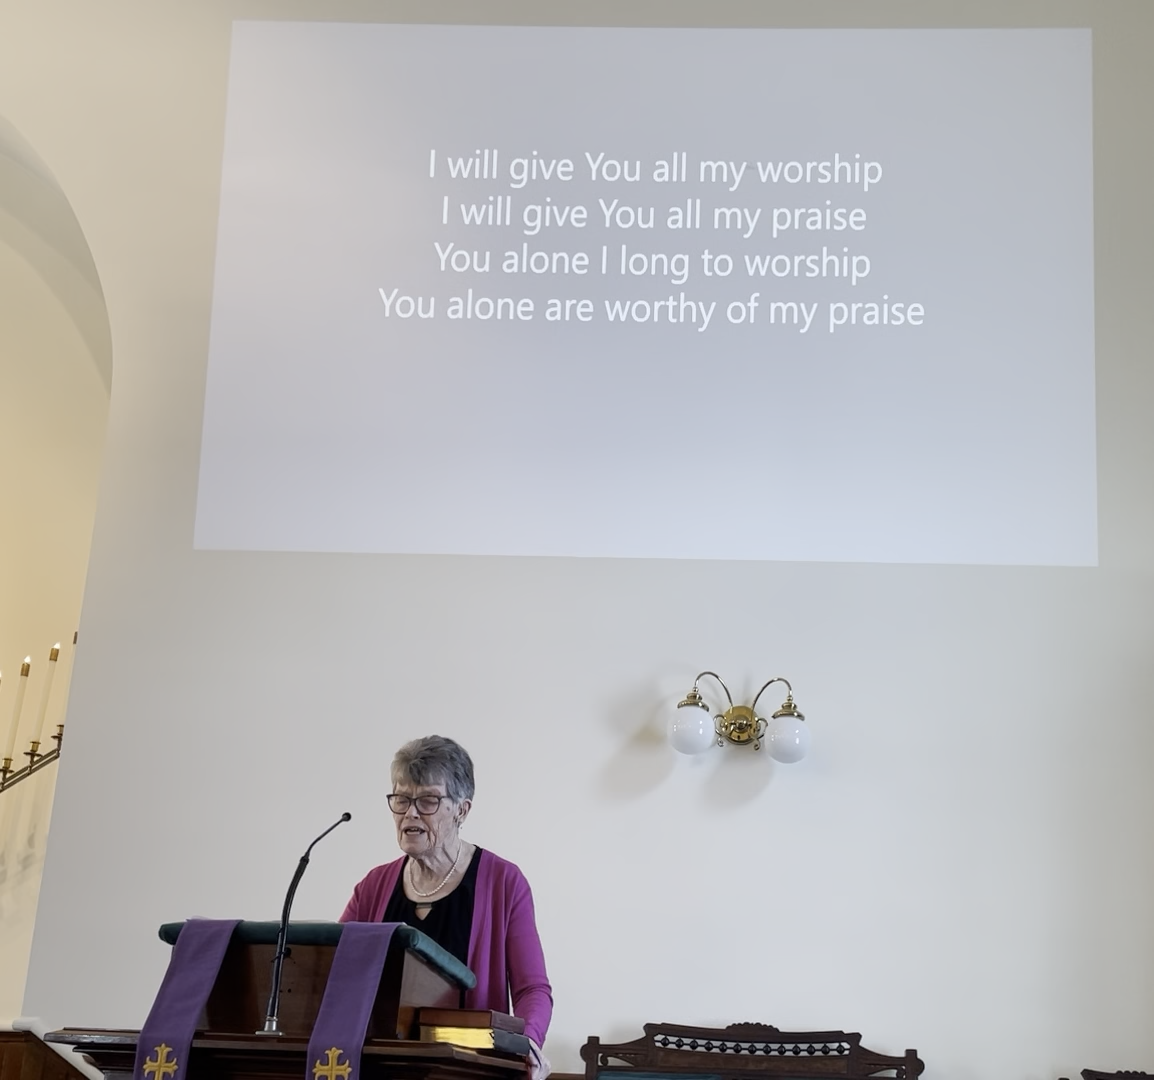 I will give You all my worship
I will give You all my praise
You alone I long to worship
You alone are worthy of my praise